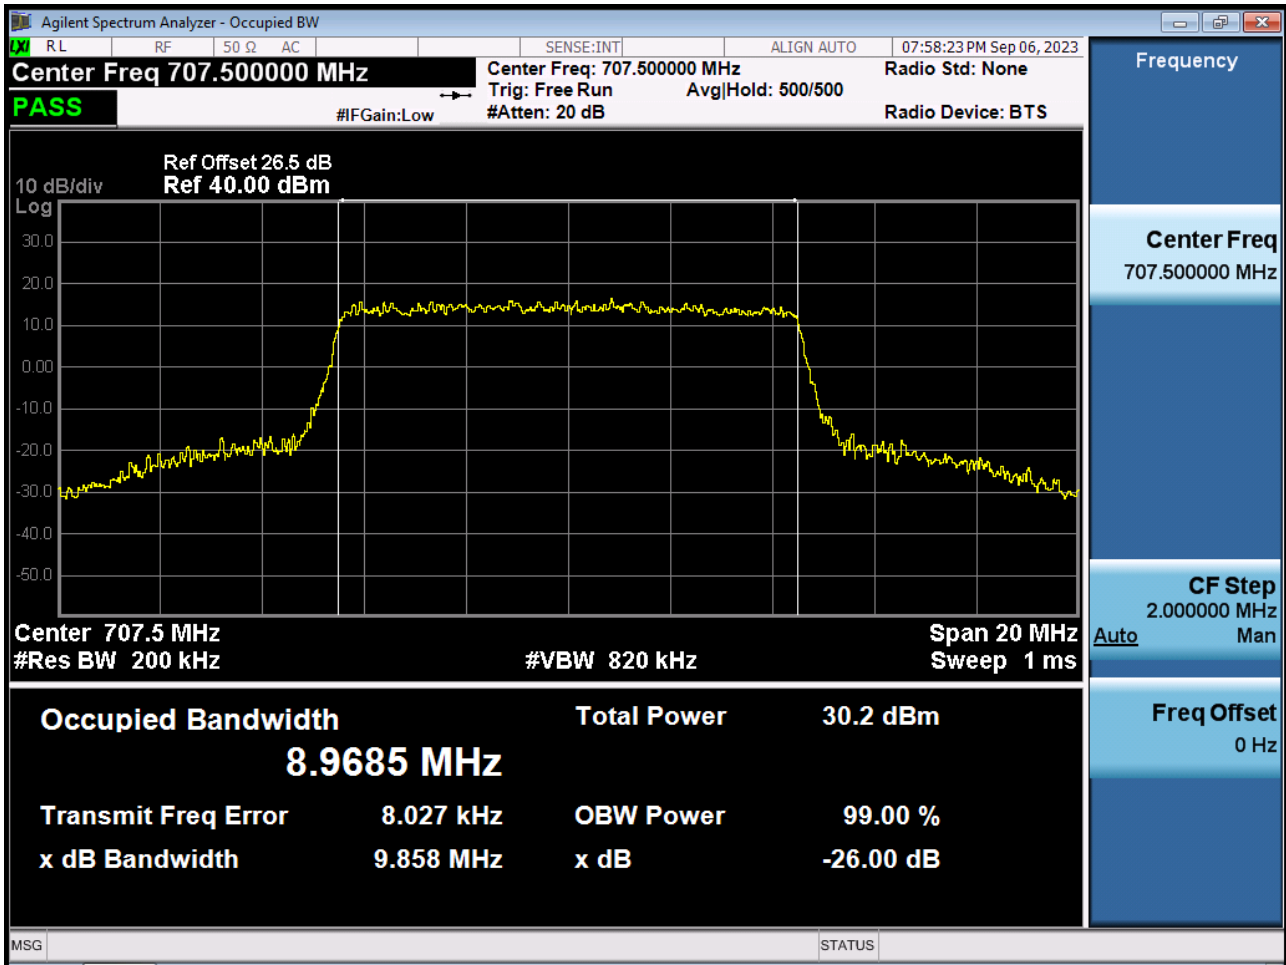 Agilent Spectrum Analyzer - Occupied BW
LXI RL RF 50 Ω AC SENSE:INT ALIGN AUTO 07:58:23 PM Sep 06, 2023
Center Freq 707.500000 MHz
Center Freq: 707.500000 MHz Radio Std: None
Trig: Free Run Avg|Hold: 500/500
PASS
#IFGain:Low #Atten: 20 dB Radio Device: BTS
Ref Offset 26.5 dB
10 dB/div Ref 40.00 dBm
Log
30.0
20.0
10.0
0.00
-10.0
-20.0
-30.0
-40.0
-50.0
Center 707.5 MHz Span 20 MHz
#Res BW 200 kHz #VBW 820 kHz Sweep 1 ms
Occupied Bandwidth Total Power 30.2 dBm
8.9685 MHz
Transmit Freq Error 8.027 kHz OBW Power 99.00 %
x dB Bandwidth 9.858 MHz x dB -26.00 dB
MSG STATUS
Frequency
Center Freq
707.500000 MHz
CF Step
2.000000 MHz
Auto Man
Freq Offset
0 Hz